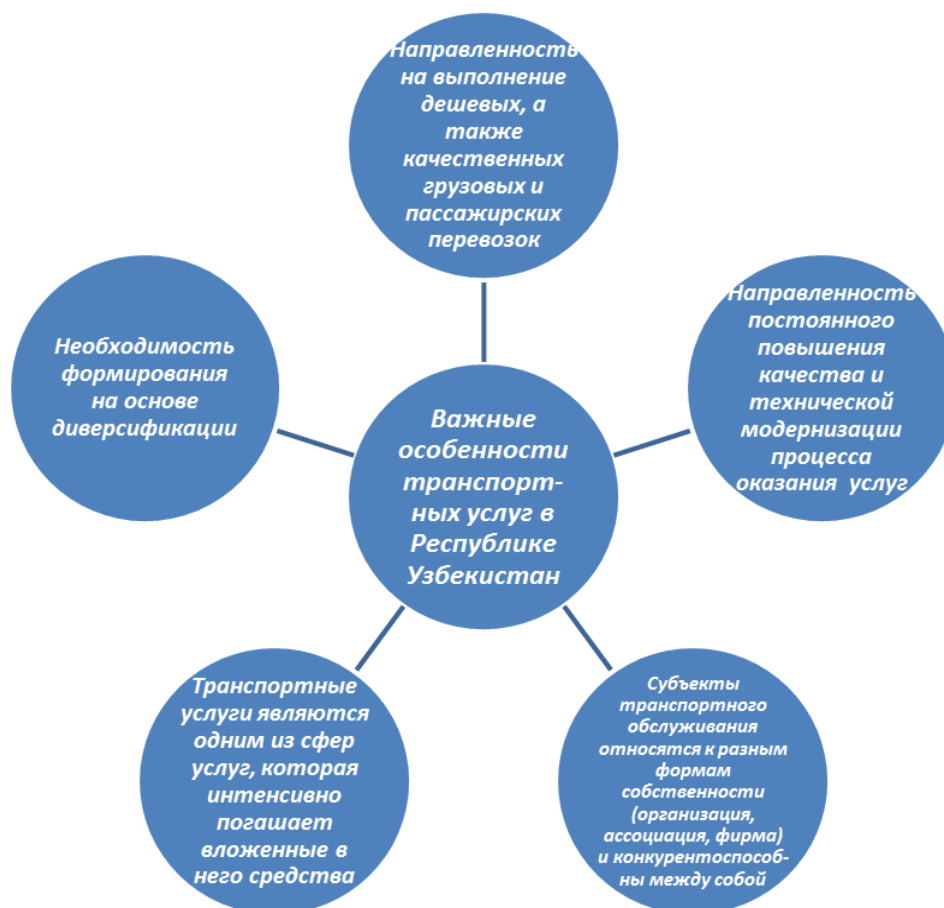 Направленность
на выполнение
дешевых, а
также
качественных
грузовых и
пассажирских
перевозок
Направленность
постоянного
повышения
качества и
технической
модернизации
процесса
оказания услуг
Субъекты
транспортного
обслуживания
относятся к разным
формам
собственности
(организация,
ассоциация, фирма)
и конкурентоспособ-
ны между собой
Транспортные
услуги являются
одним из сфер
услуг, которая
интенсивно
погашает
вложенные в
него средства
Необходимость
формирования
на основе
диверсификации
Важные
особенности
транспорт-
ных услуг в
Республике
Узбекистан